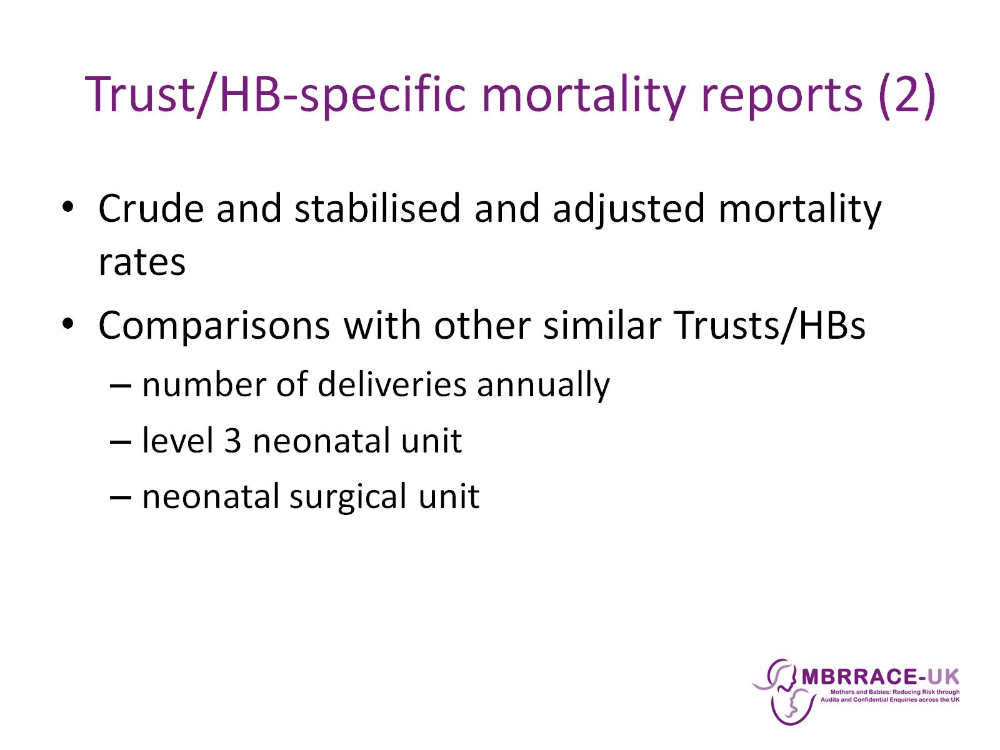 Trust/HB-specific mortality reports (2)
• Crude and stabilised and adjusted mortality
rates
• Comparisons with other similar Trusts/HBs
– number of deliveries annually
– level 3 neonatal unit
– neonatal surgical unit
MBRRACE-UK
Mothers and Babies: Reducing Risk through
Audits and Confidential Enquiries across the UK